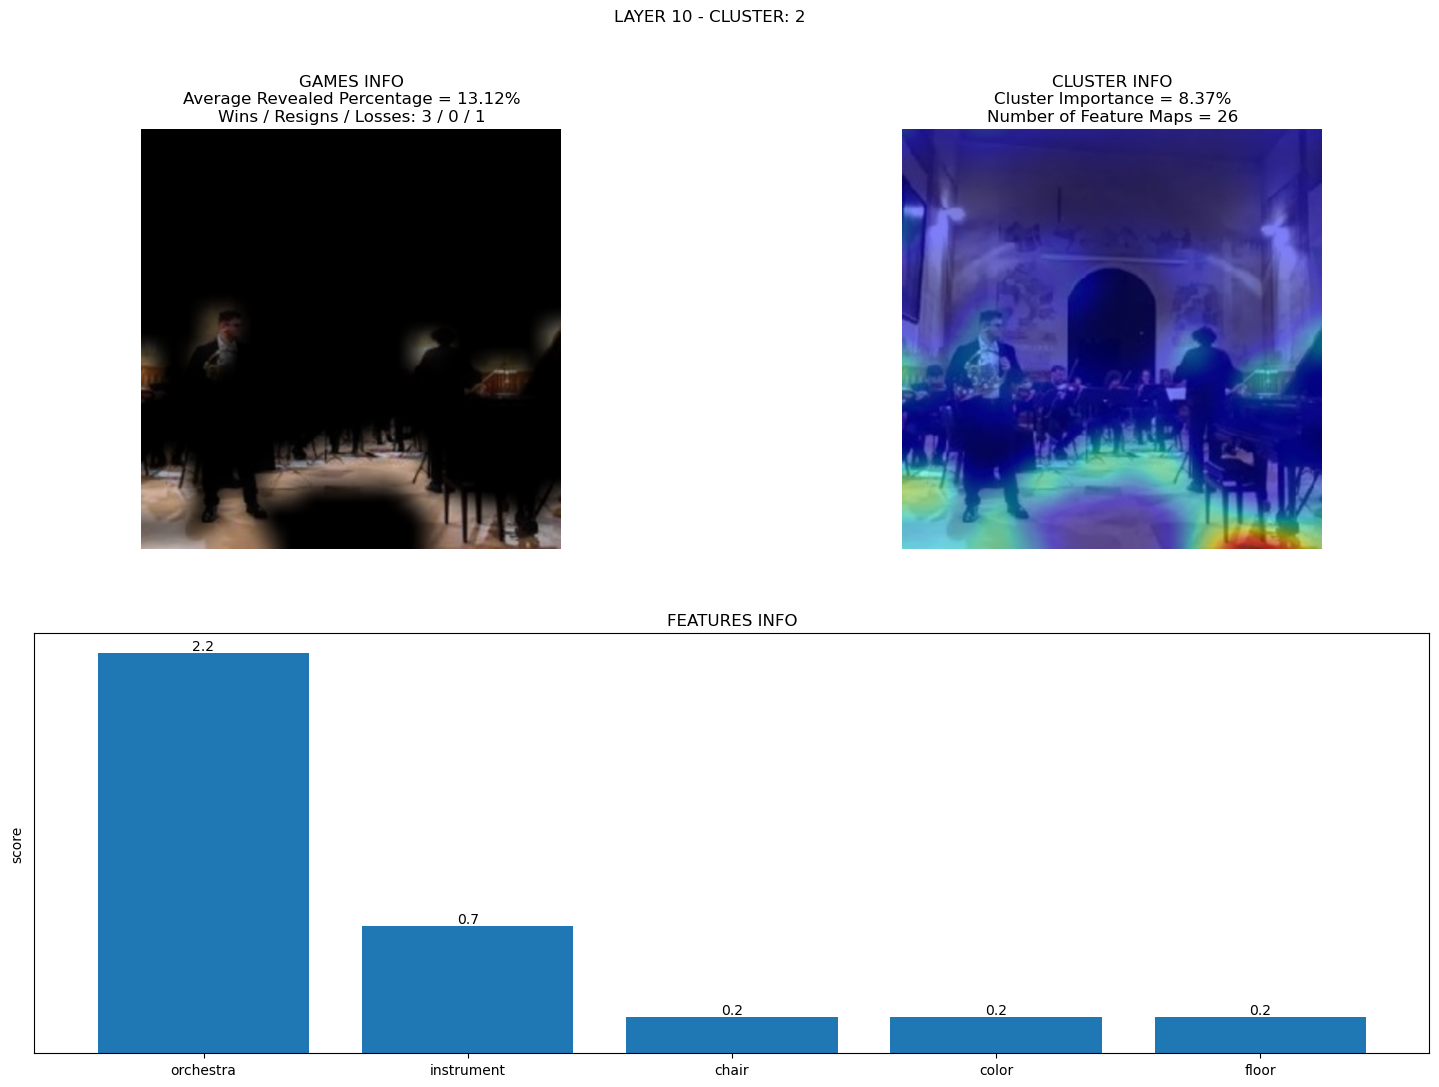 LAYER 10 - CLUSTER: 2
GAMES INFO
Average Revealed Percentage = 13.12%
Wins / Resigns / Losses: 3 / 0 / 1
CLUSTER INFO
Cluster Importance = 8.37%
Number of Feature Maps = 26
FEATURES INFO
score
2.2
0.7
0.2
0.2
0.2
orchestra
instrument
chair
color
floor